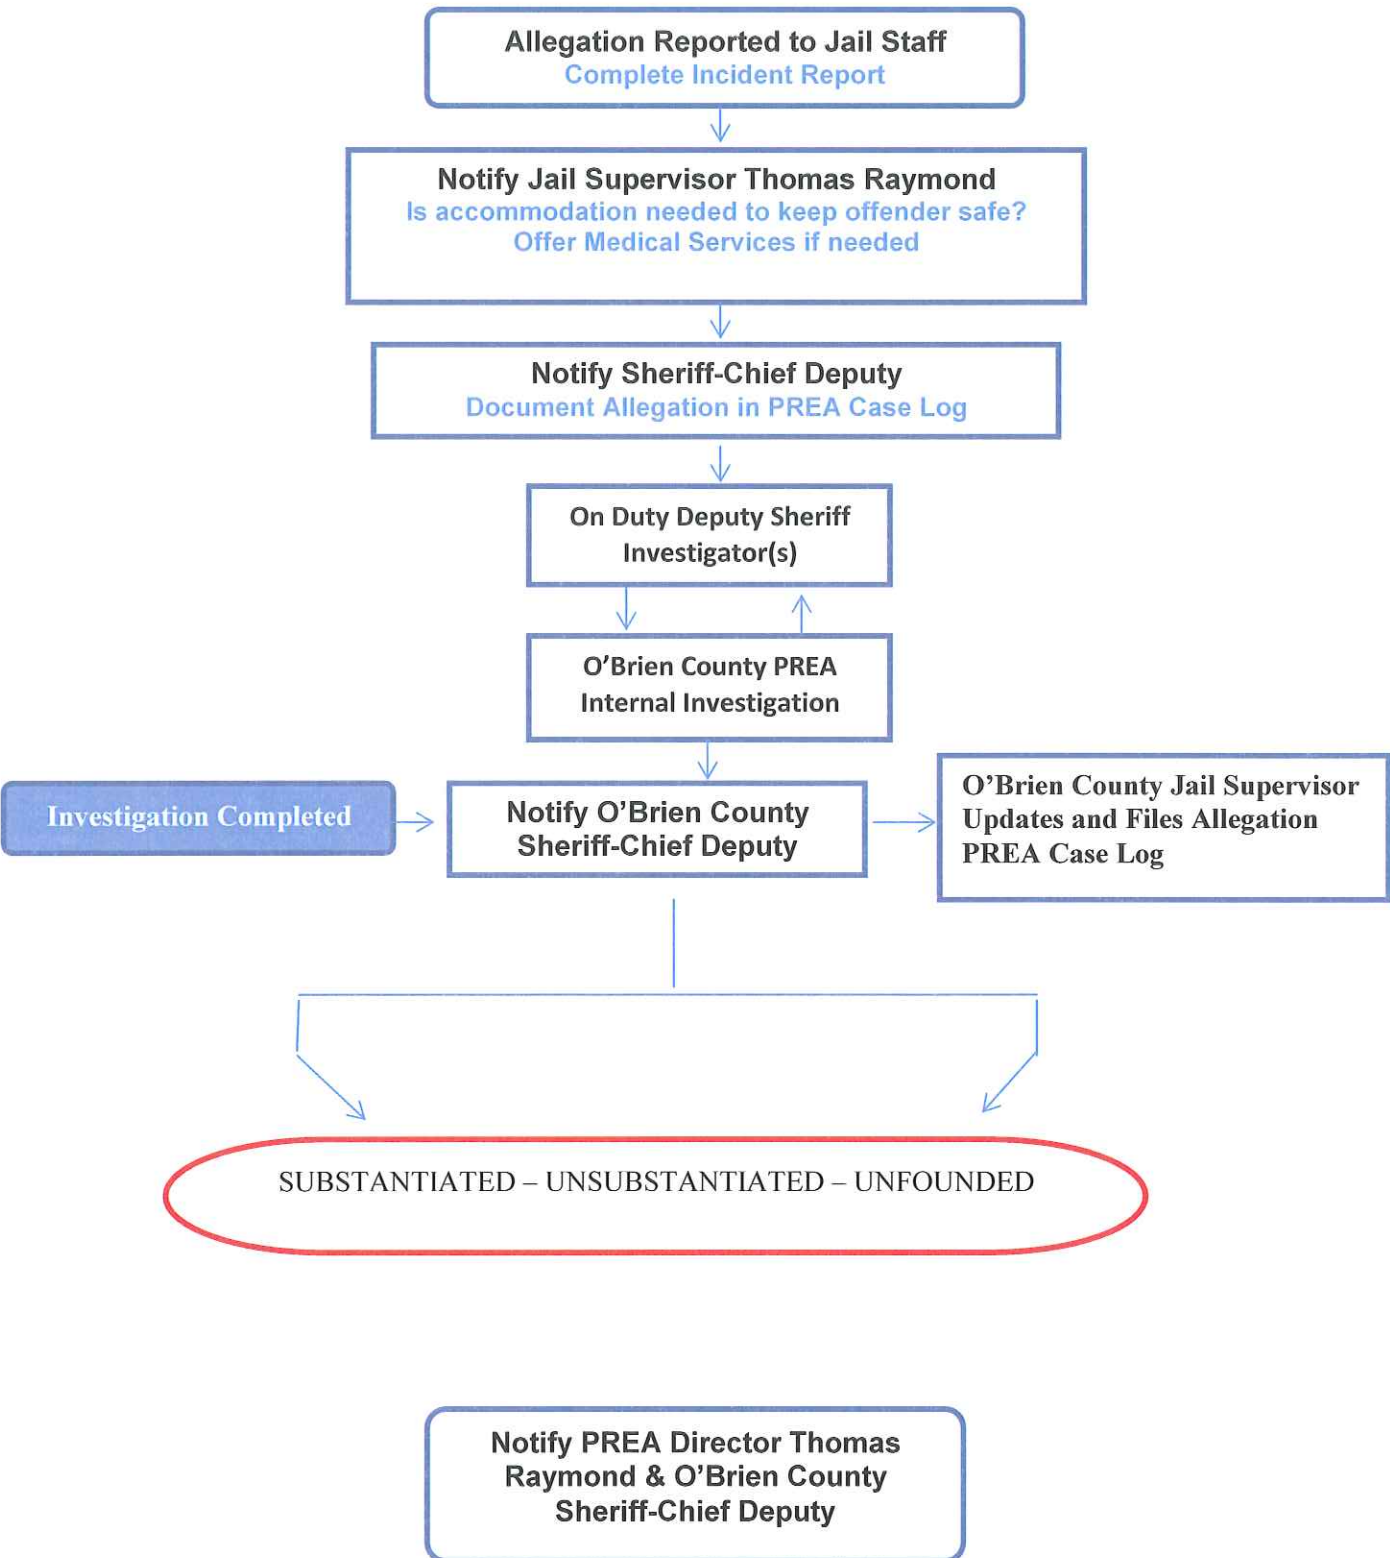 Allegation Reported to Jail Staff
Complete Incident Report
Notify Jail Supervisor Thomas Raymond
Is accommodation needed to keep offender safe?
Offer Medical Services if needed
Notify Sheriff-Chief Deputy
Document Allegation in PREA Case Log
On Duty Deputy Sheriff
Investigator(s)
O’Brien County PREA
Internal Investigation
Investigation Completed
Notify O’Brien County
Sheriff-Chief Deputy
O’Brien County Jail Supervisor
Updates and Files Allegation
PREA Case Log
SUBSTANTIATED – UNSUBSTANTIATED – UNFOUNDED
Notify PREA Director Thomas
Raymond & O’Brien County
Sheriff-Chief Deputy